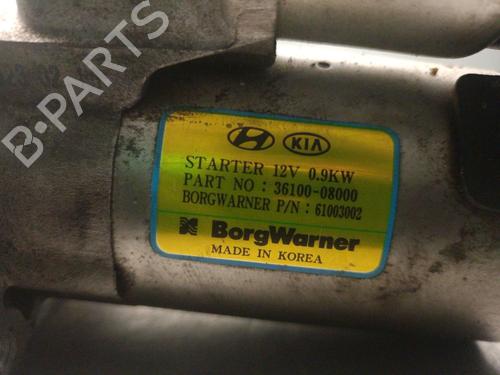 B-PARTS
KIA
STARTER 12V 0.9KW
PART NO : 36100-08000
BORGWARNER P/N : 61003002
BorgWarner
MADE IN KOREA